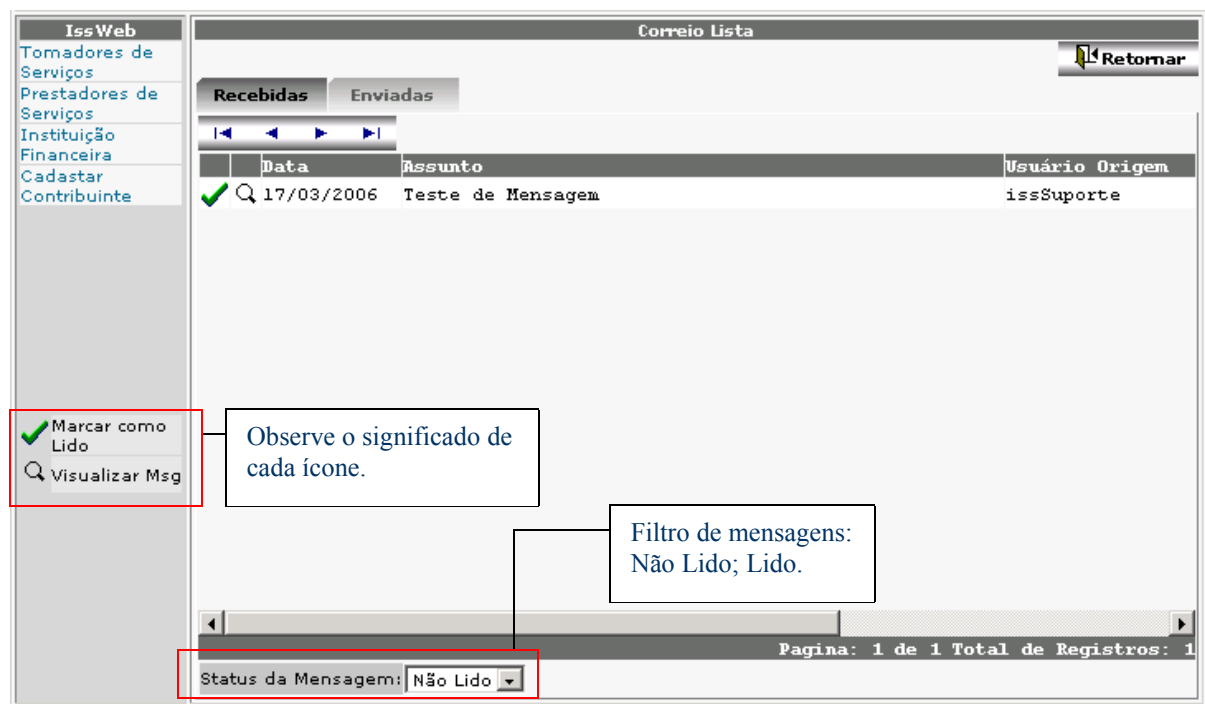 IssWeb
Tomadores de
Serviços
Prestadores de
Serviços
Instituição
Financeira
Cadastar
Contribuinte
Correio Lista
Retornar
Recebidas Enviadas
Data Assunto Usuário Origem
17/03/2006 Teste de Mensagem issSuporte
Marcar como
Lido
Visualizar Msg
Observe o significado de
cada ícone.
Filtro de mensagens:
Não Lido; Lido.
Pagina: 1 de 1 Total de Registros: 1
Status da Mensagem: Não Lido